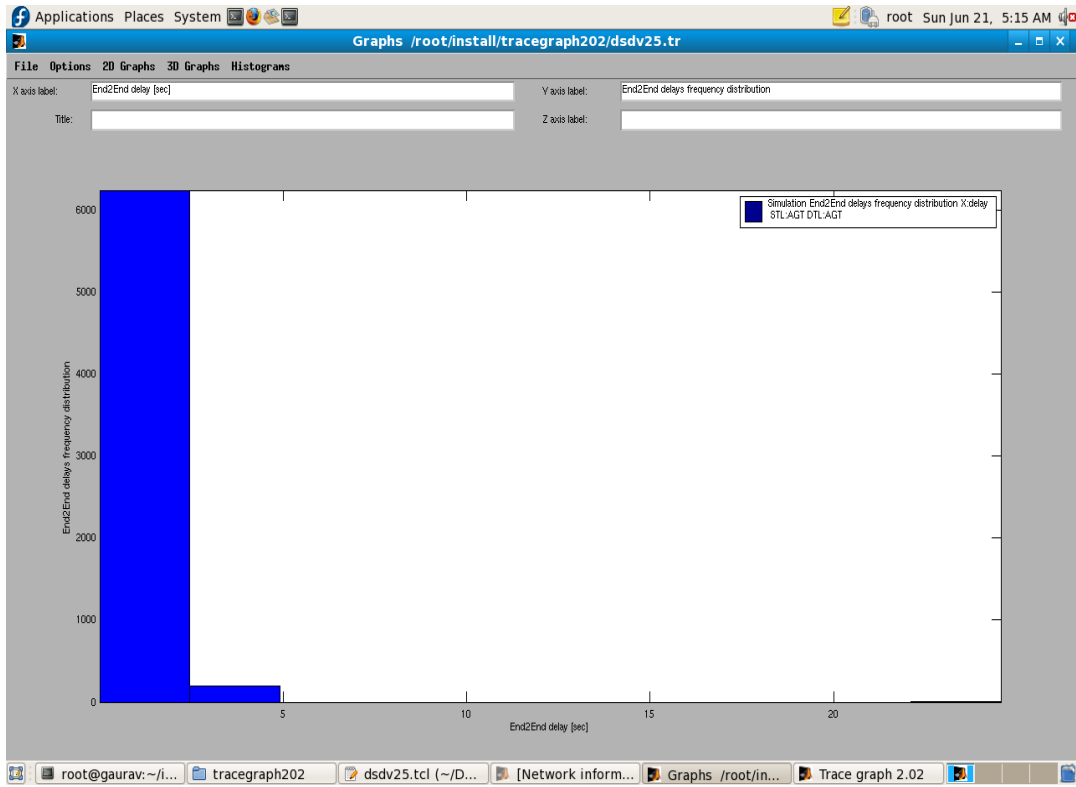 Applications Places System root Sun Jun 21, 5:15 AM
Graphs /root/install/tracegraph202/dsdv25.tr
File Options 2D Graphs 3D Graphs Histograms
X axis label: End2End delay [sec] Y axis label: End2End delays frequency distribution
Title: Z axis label:
Simulation End2End delays frequency distribution X:delay
STL:AGT DTL:AGT
6000
5000
4000
3000
2000
1000
0
End2End delays frequency distribution
5 10 15 20
End2End delay [sec]
root@gaurav:~/i... tracegraph202 dsdv25.tcl (~/D... [Network inform... Graphs /root/in... Trace graph 2.02